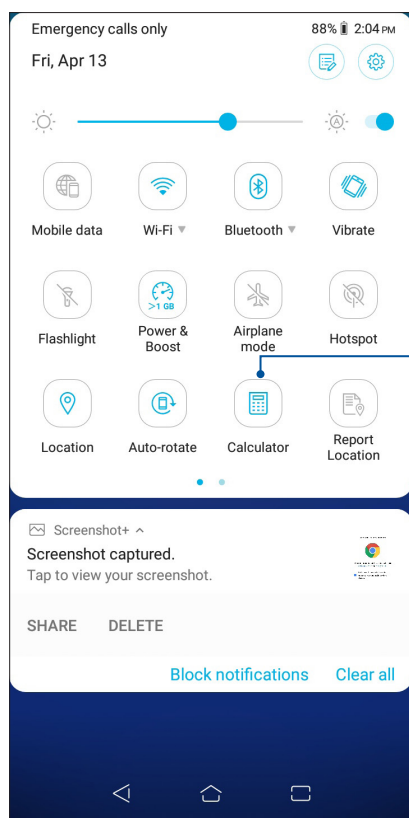 Emergency calls only 88% 2:04 PM
Fri, Apr 13
A
Mobile data Wi-Fi Bluetooth Vibrate
>1 GB
Flashlight Power & Boost Airplane mode Hotspot
Location Auto-rotate Calculator Report Location
Screenshot+
Screenshot captured.
Tap to view your screenshot.
SHARE DELETE
Block notifications Clear all